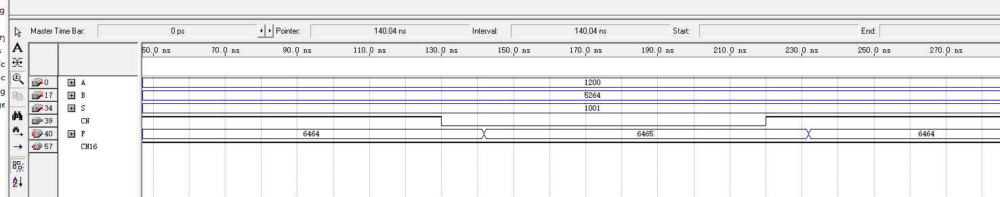 Master Time Bar: 0 ps Pointer: 140.04 ns Interval: 140.04 ns Start: End:
50.0 ns 70.0 ns 90.0 ns 110.0 ns 130.0 ns 150.0 ns 170.0 ns 190.0 ns 210.0 ns 230.0 ns 250.0 ns 270.0 ns
0 A 1200
17 B 5264
34 S 1001
39 CN
40 F 6464 6465 6464
57 CN16